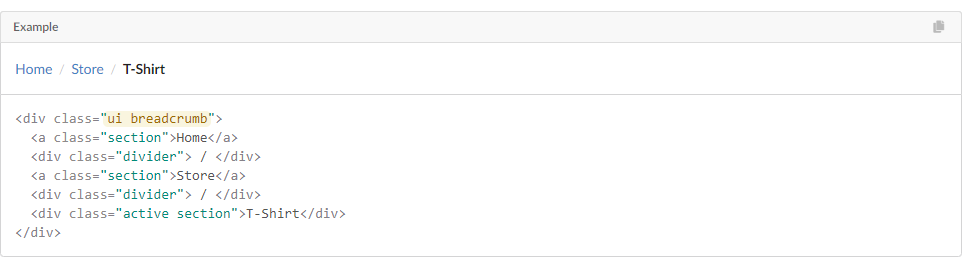 Example
Home / Store / T-Shirt
<div class="ui breadcrumb">
  <a class="section">Home</a>
  <div class="divider"> / </div>
  <a class="section">Store</a>
  <div class="divider"> / </div>
  <div class="active section">T-Shirt</div>
</div>